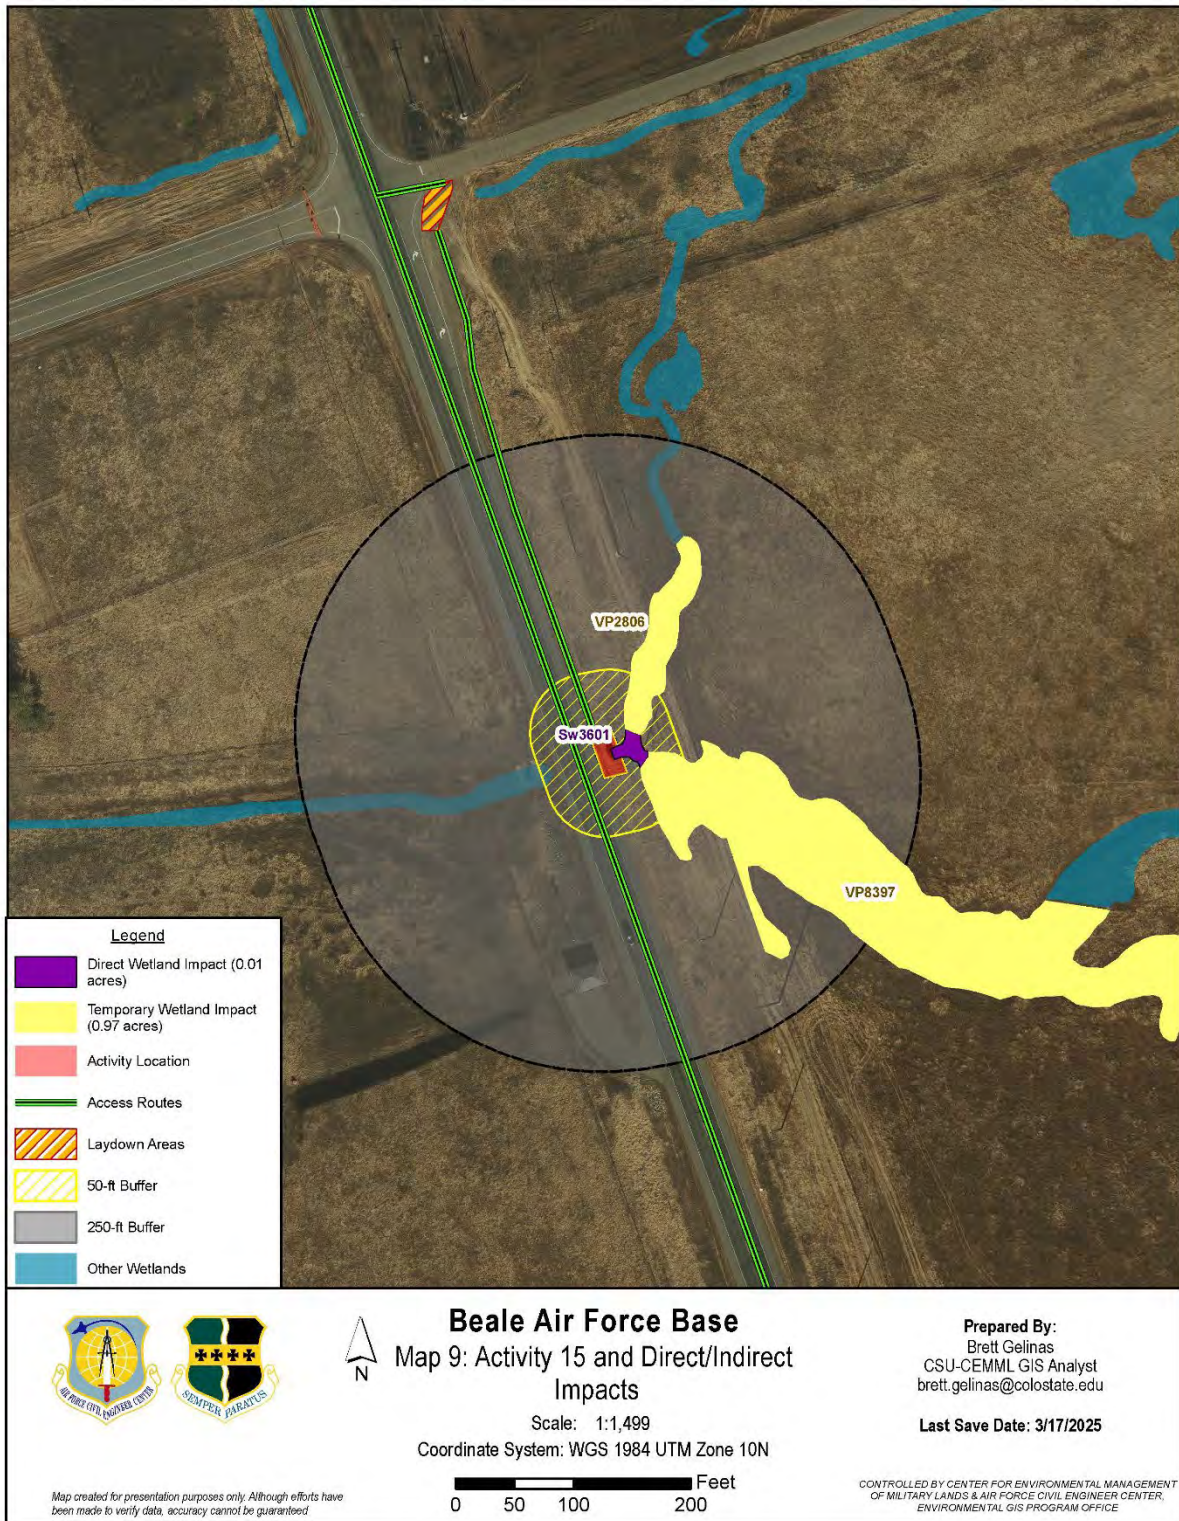 VP2806
Sw3601
VP8397
Legend
Direct Wetland Impact (0.01
acres)
Temporary Wetland Impact
(0.97 acres)
Activity Location
Access Routes
Laydown Areas
50-ft Buffer
250-ft Buffer
Other Wetlands
AIR FORCE CIVIL ENGINEER CENTER
SEMPER PARATUS
N
Beale Air Force Base
Map 9: Activity 15 and Direct/Indirect
Impacts
Scale: 1:1,499
Coordinate System: WGS 1984 UTM Zone 10N
Feet
0 50 100 200
Prepared By:
Brett Gelinas
CSU-CEMML GIS Analyst
brett.gelinas@colostate.edu
Last Save Date: 3/17/2025
Map created for presentation purposes only. Although efforts have
been made to verify data, accuracy cannot be guaranteed
CONTROLLED BY CENTER FOR ENVIRONMENTAL MANAGEMENT
OF MILITARY LANDS & AIR FORCE CIVIL ENGINEER CENTER,
ENVIRONMENTAL GIS PROGRAM OFFICE